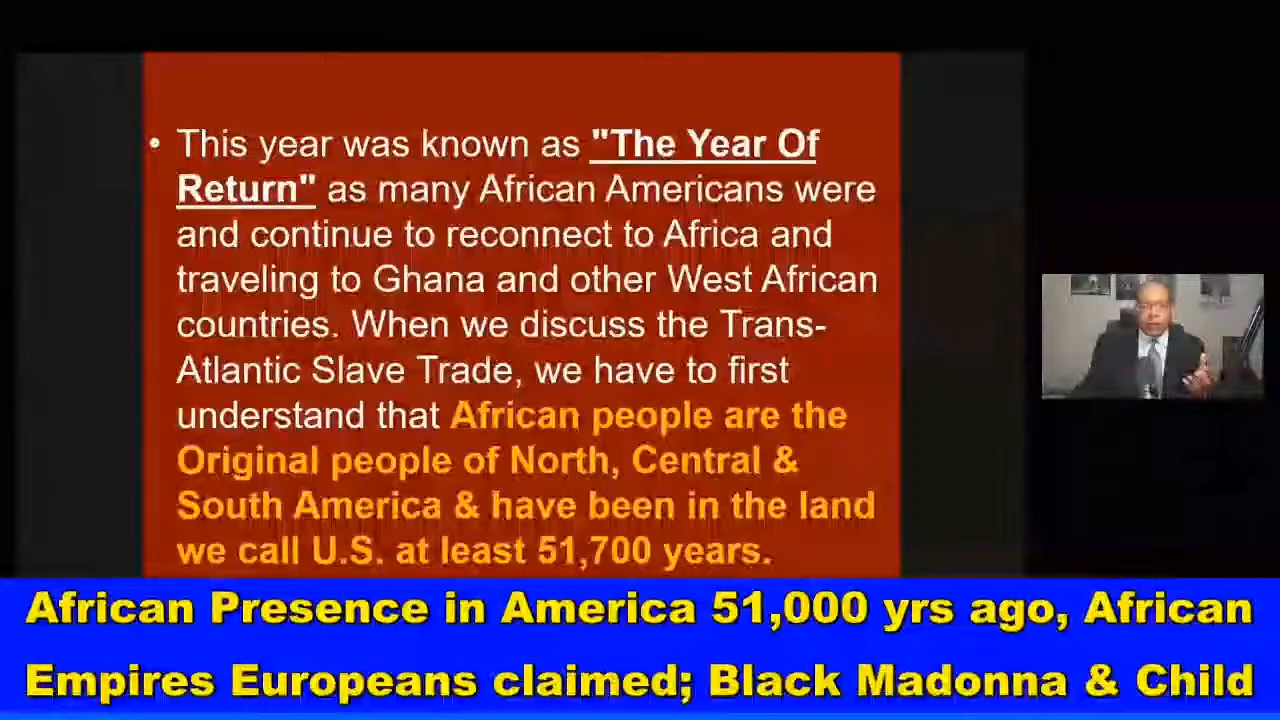 • This year was known as "The Year Of
Return" as many African Americans were
and continue to reconnect to Africa and
traveling to Ghana and other West African
countries. When we discuss the Trans-
Atlantic Slave Trade, we have to first
understand that African people are the
Original people of North, Central &
South America & have been in the land
we call U.S. at least 51,700 years.
African Presence in America 51,000 yrs ago, African
Empires Europeans claimed; Black Madonna & Child